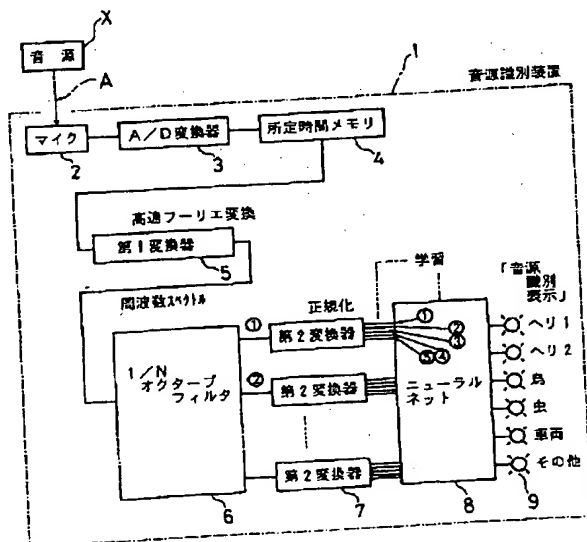 音源
X
A
1
音源識別装置
マイク
2
A/D変換器
3
所定時間メモリ
4
高速フーリエ変換
第1変換器
5
周波数スペクトル
1/N
オクターブ
フィルタ
6
正規化
学習
①
第2変換器
②
第2変換器
第2変換器
7
①
②
③
⑤④
ニューラル
ネット
8
「音源
識別
表示」
ヘリ1
ヘリ2
鳥
虫
車両
その他
9